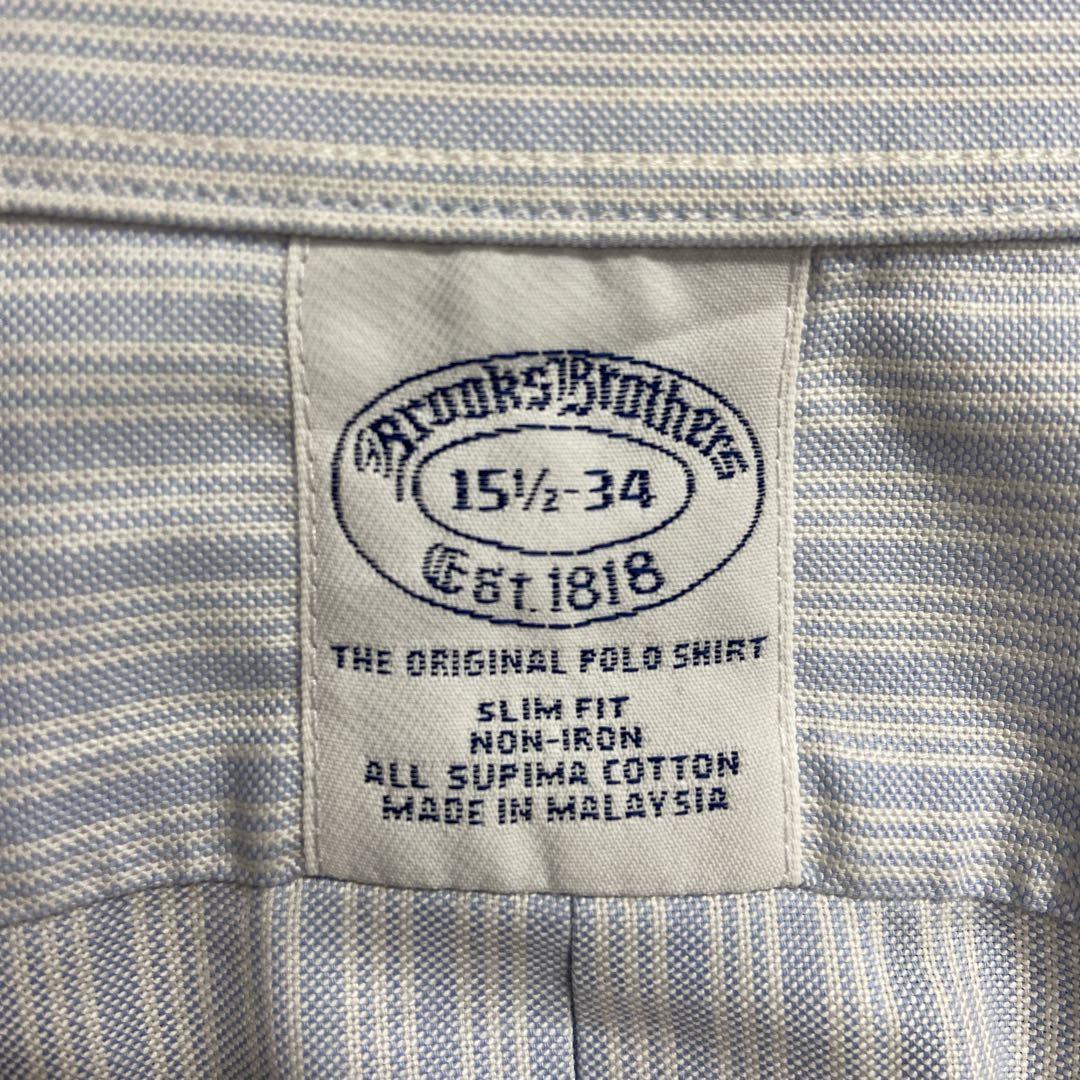 Brooks Brothers
15½-34
Est. 1818
THE ORIGINAL POLO SHIRT
SLIM FIT
NON-IRON
ALL SUPIMA COTTON
MADE IN MALAYSIA